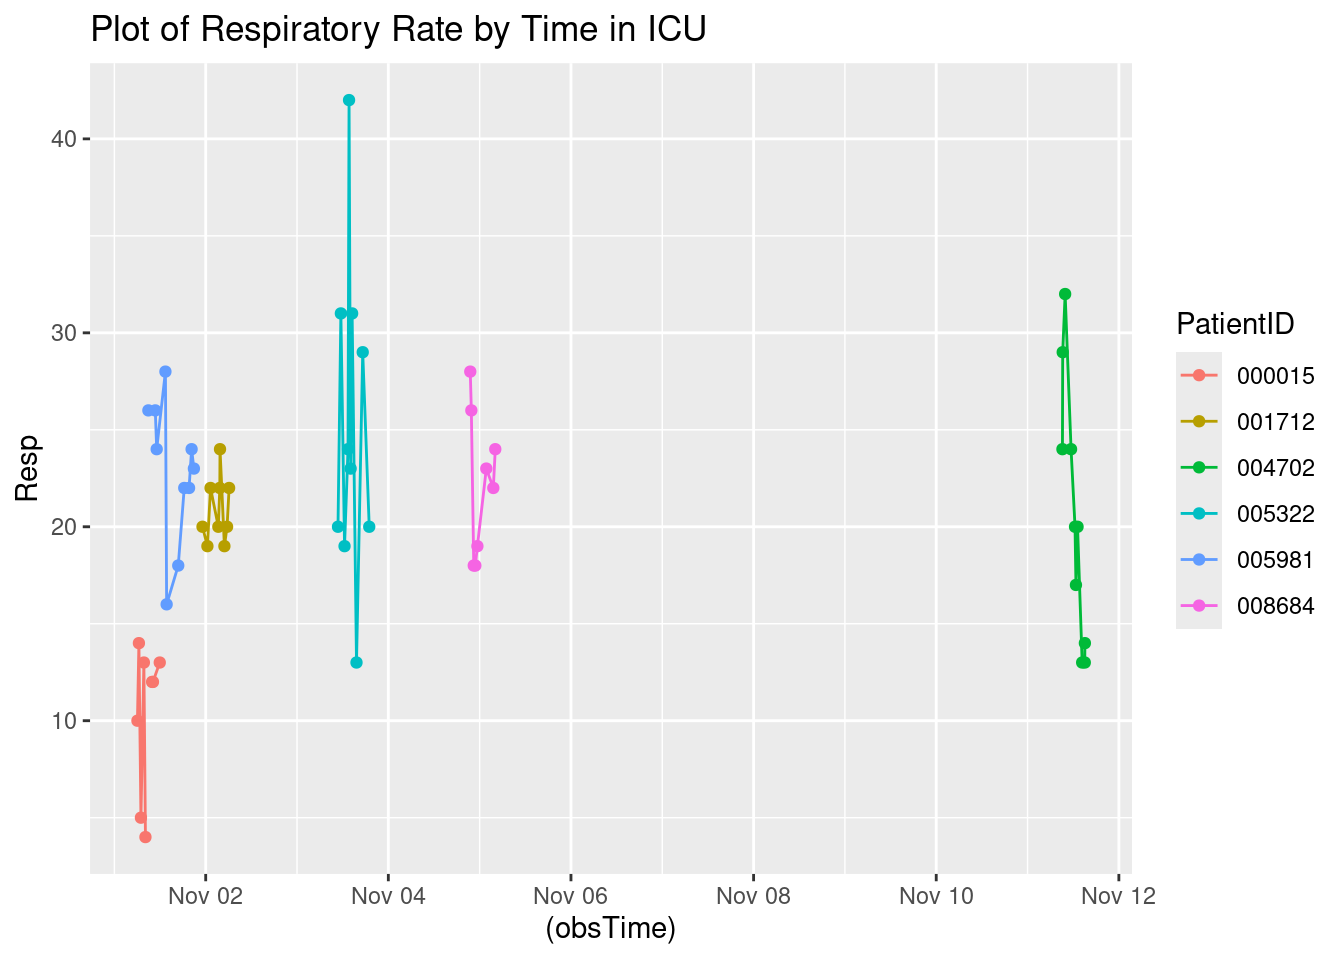 Plot of Respiratory Rate by Time in ICU
Resp
40
30
20
10
Nov 02
Nov 04
Nov 06
Nov 08
Nov 10
Nov 12
(obsTime)
PatientID
000015
001712
004702
005322
005981
008684